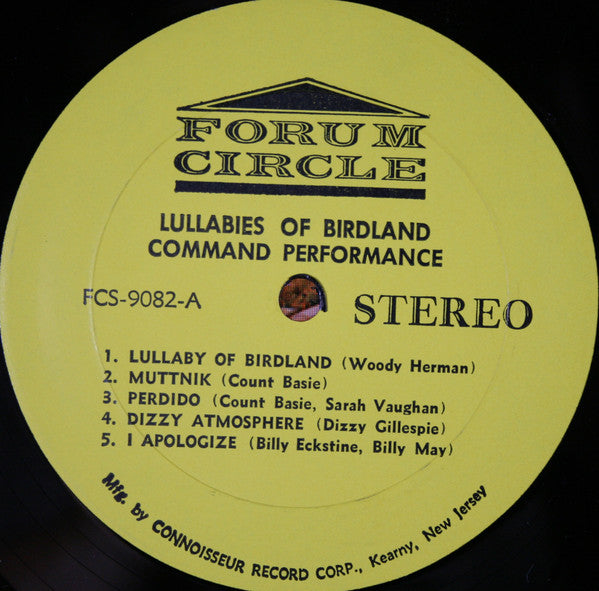 FORUM
CIRCLE
LULLABIES OF BIRDLAND
COMMAND PERFORMANCE
FCS-9082-A
STEREO
1. LULLABY OF BIRDLAND (Woody Herman)
2. MUTTNIK (Count Basie)
3. PERDIDO (Count Basie, Sarah Vaughan)
4. DIZZY ATMOSPHERE (Dizzy Gillespie)
5. I APOLOGIZE (Billy Eckstine, Billy May)
Mfg. by CONNOISSEUR RECORD CORP., Kearny, New Jersey